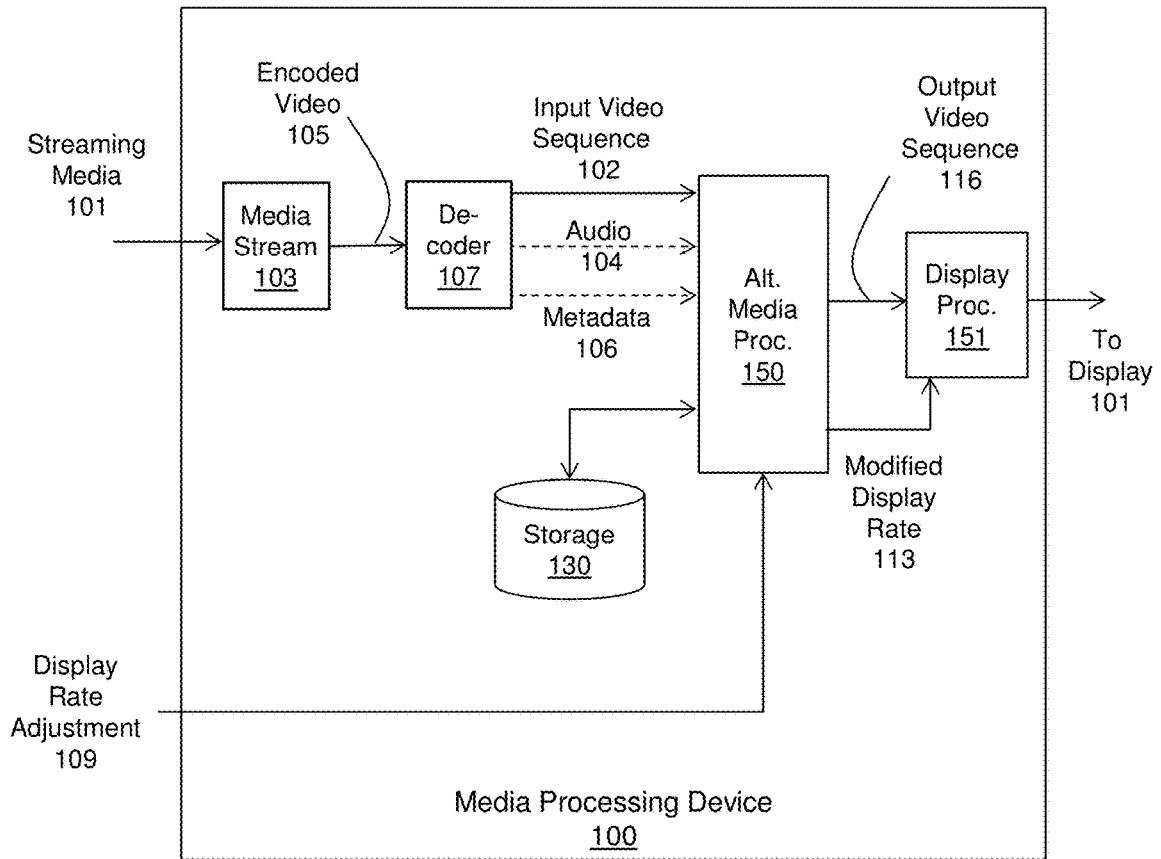 Streaming
Media
101
Encoded
Video
105
Media
Stream
103
De-
coder
107
Input Video
Sequence
102
Audio
104
Metadata
106
Alt.
Media
Proc.
150
Output
Video
Sequence
116
Display
Proc.
151
To
Display
101
Modified
Display
Rate
113
Storage
130
Display
Rate
Adjustment
109
Media Processing Device
100